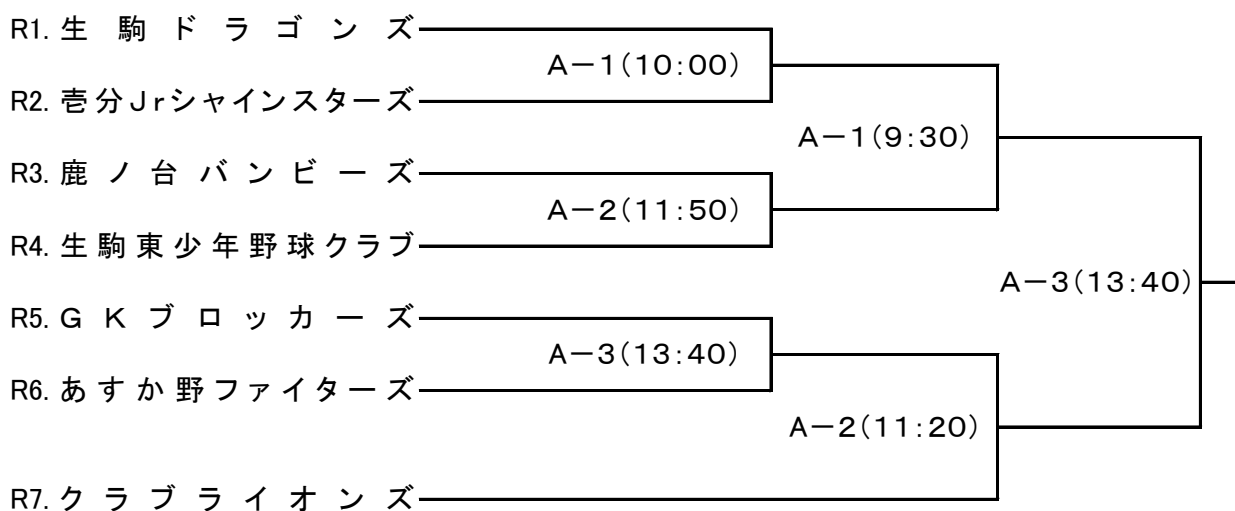 R1. 生駒ドラゴンズ
A－1(10:00)
R2. 壱分Jrシャインスターズ
A－1(9:30)
R3. 鹿ノ台バンビーズ
A－2(11:50)
R4. 生駒東少年野球クラブ
A－3(13:40)
R5. GKブロッカーズ
A－3(13:40)
R6. あすか野ファイターズ
A－2(11:20)
R7. クラブライオンズ